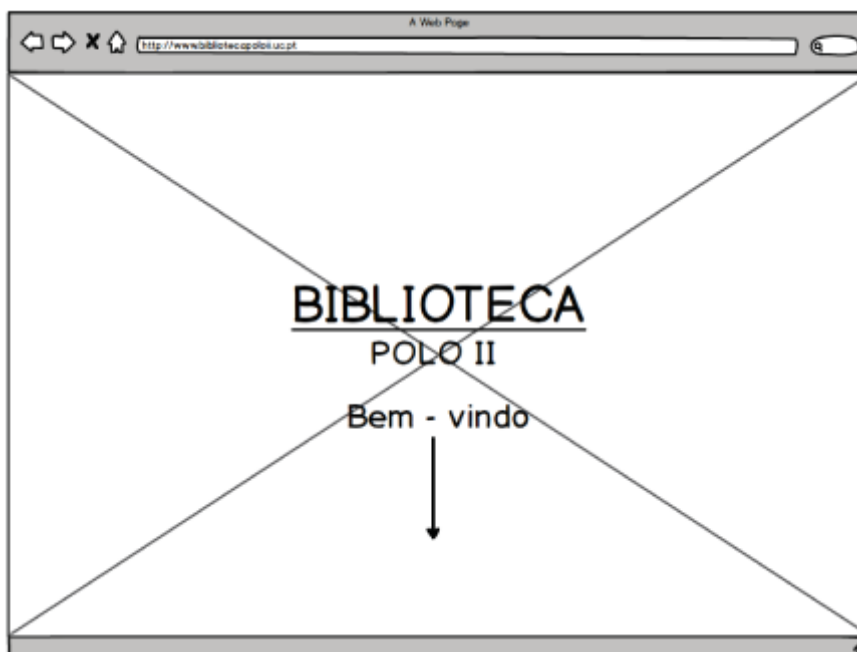 A Web Page
http://www.bibliotecapoloii.uc.pt
BIBLIOTECA
POLO II
Bem - vindo